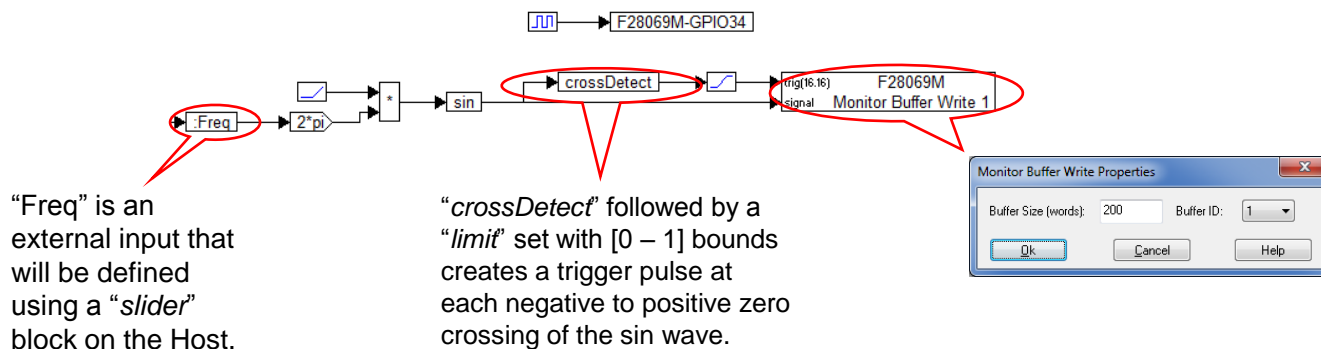 F28069M-GPIO34
crossDetect
trig(16.16) F28069M
signal Monitor Buffer Write 1
*
sin
:Freq
2*pi
Monitor Buffer Write Properties
Buffer Size (words): 200 Buffer ID: 1
Ok Cancel Help
“Freq” is an
external input that
will be defined
using a “slider”
block on the Host.
“crossDetect” followed by a
“limit” set with [0 – 1] bounds
creates a trigger pulse at
each negative to positive zero
crossing of the sin wave.